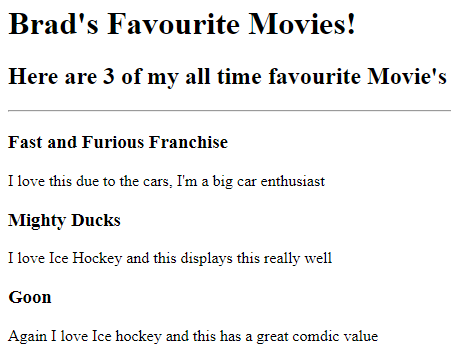 Brad's Favourite Movies!
Here are 3 of my all time favourite Movie's
Fast and Furious Franchise
I love this due to the cars, I'm a big car enthusiast
Mighty Ducks
I love Ice Hockey and this displays this really well
Goon
Again I love Ice hockey and this has a great comdic value